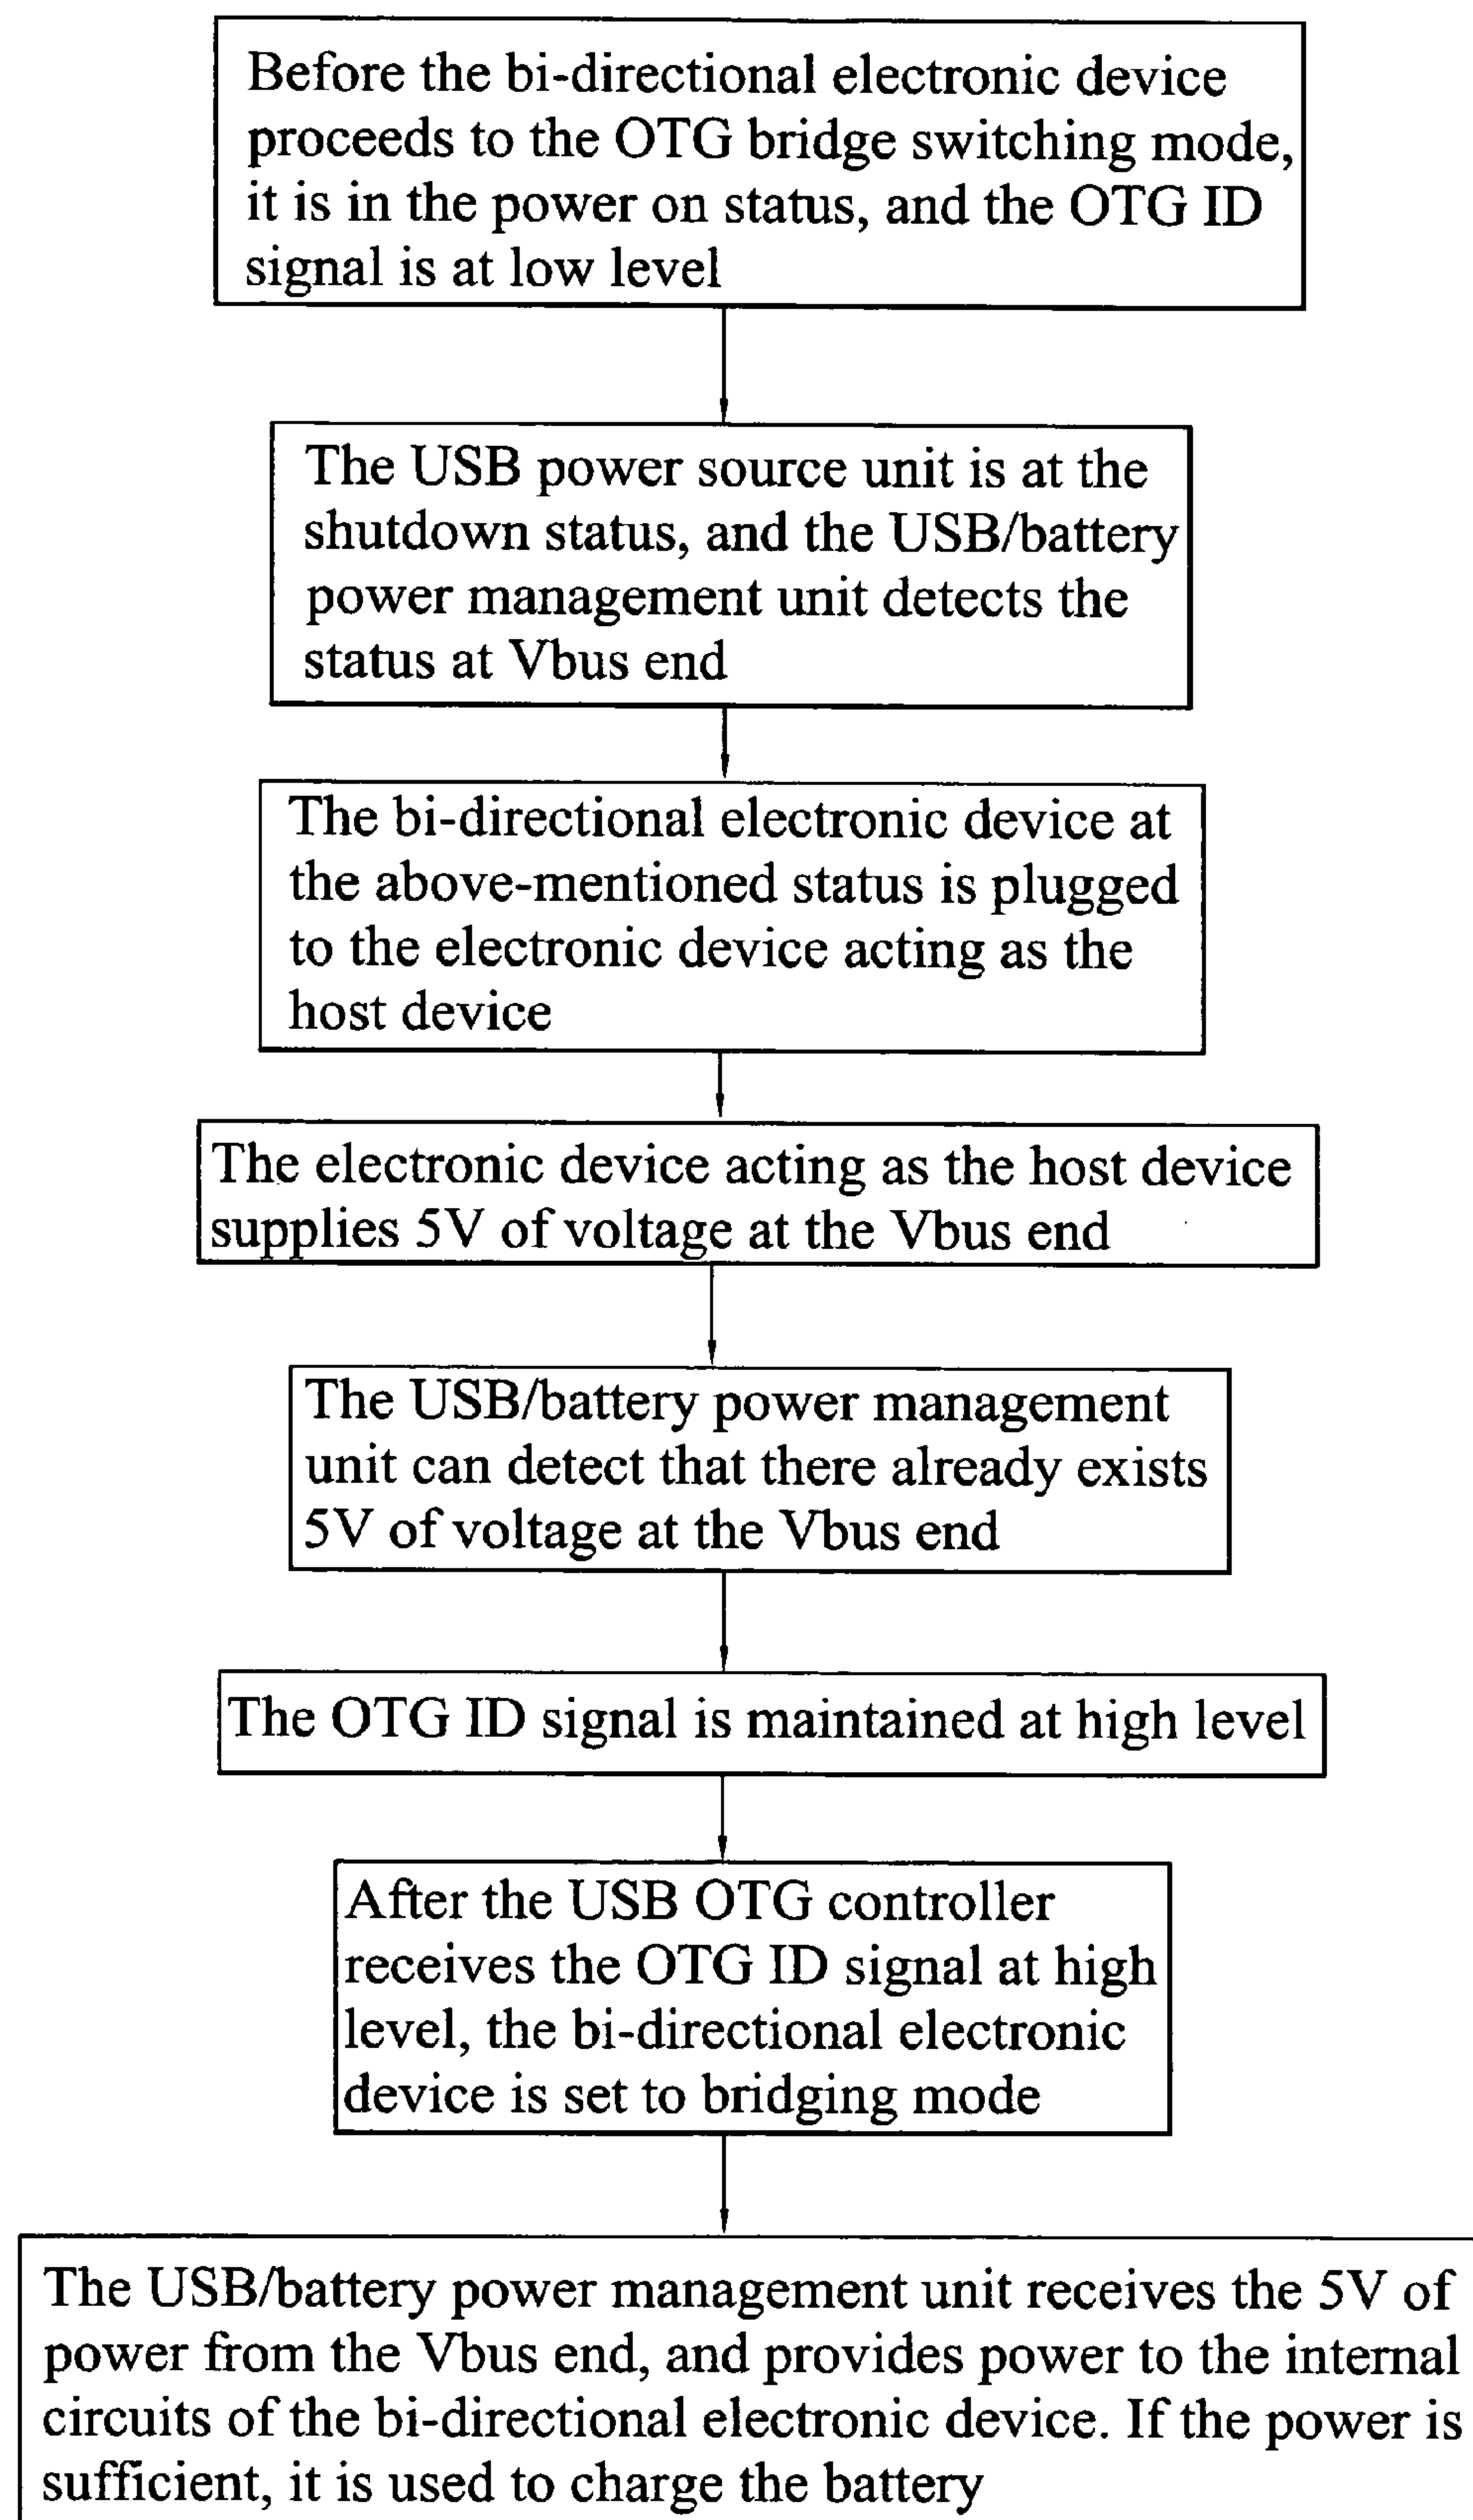 Before the bi-directional electronic device
proceeds to the OTG bridge switching mode,
it is in the power on status, and the OTG ID
signal is at low level
The USB power source unit is at the
shutdown status, and the USB/battery
power management unit detects the
status at Vbus end
The bi-directional electronic device at
the above-mentioned status is plugged
to the electronic device acting as the
host device
The electronic device acting as the host device
supplies 5V of voltage at the Vbus end
The USB/battery power management
unit can detect that there already exists
5V of voltage at the Vbus end
The OTG ID signal is maintained at high level
After the USB OTG controller
receives the OTG ID signal at high
level, the bi-directional electronic
device is set to bridging mode
The USB/battery power management unit receives the 5V of
power from the Vbus end, and provides power to the internal
circuits of the bi-directional electronic device. If the power is
sufficient, it is used to charge the battery